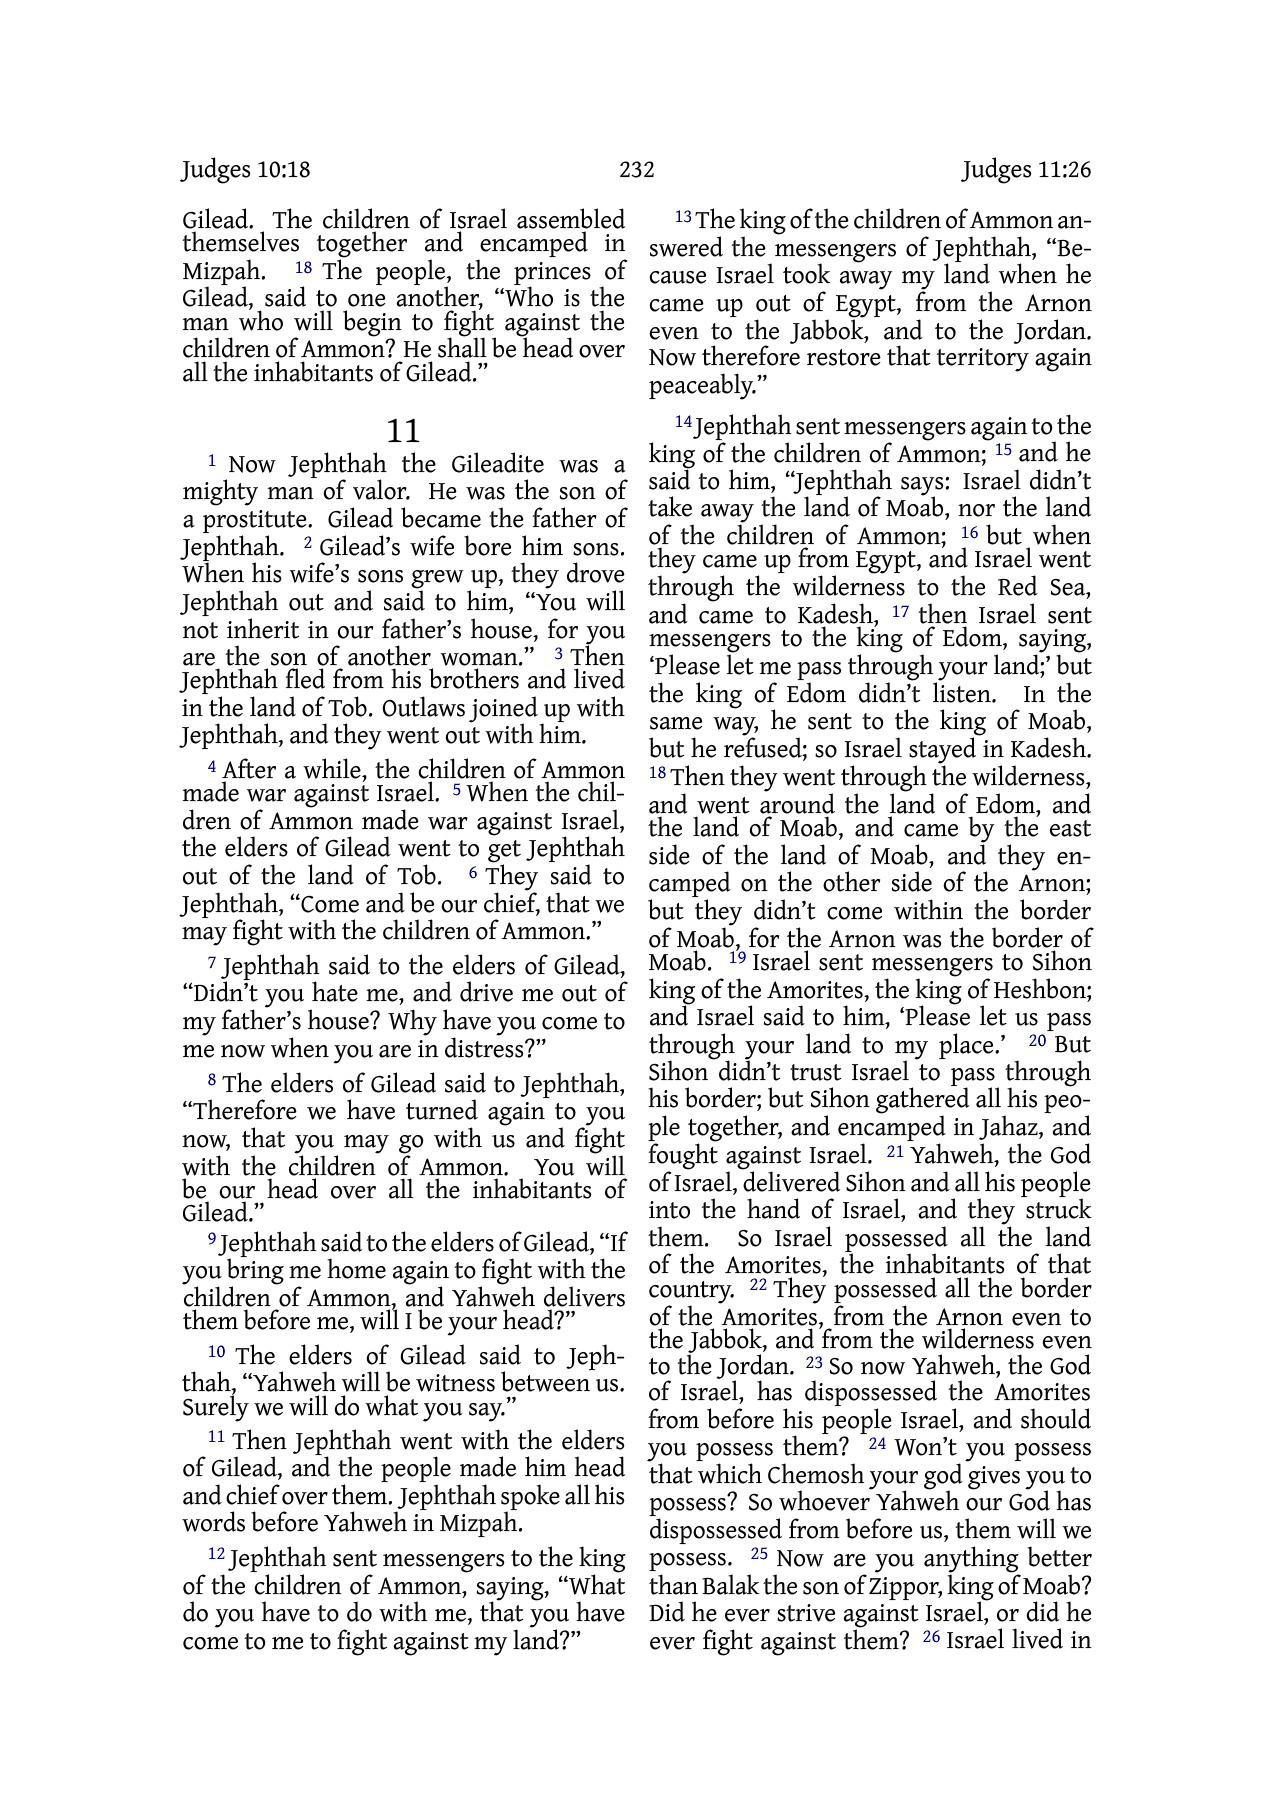 Judges 10:18
232
Judges 11:26
Gilead. The children of Israel assembled
themselves together and encamped in
Mizpah. 18 The people, the princes of
Gilead, said to one another, “Who is the
man who will begin to fight against the
children of Ammon? He shall be head over
all the inhabitants of Gilead.”
11
1 Now Jephthah the Gileadite was a
mighty man of valor. He was the son of
a prostitute. Gilead became the father of
Jephthah. 2 Gilead’s wife bore him sons.
When his wife’s sons grew up, they drove
Jephthah out and said to him, “You will
not inherit in our father’s house, for you
are the son of another woman.” 3 Then
Jephthah fled from his brothers and lived
in the land of Tob. Outlaws joined up with
Jephthah, and they went out with him.
4 After a while, the children of Ammon
made war against Israel. 5 When the chil-
dren of Ammon made war against Israel,
the elders of Gilead went to get Jephthah
out of the land of Tob. 6 They said to
Jephthah, “Come and be our chief, that we
may fight with the children of Ammon.”
7 Jephthah said to the elders of Gilead,
“Didn’t you hate me, and drive me out of
my father’s house? Why have you come to
me now when you are in distress?”
8 The elders of Gilead said to Jephthah,
“Therefore we have turned again to you
now, that you may go with us and fight
with the children of Ammon. You will
be our head over all the inhabitants of
Gilead.”
9 Jephthah said to the elders of Gilead, “If
you bring me home again to fight with the
children of Ammon, and Yahweh delivers
them before me, will I be your head?”
10 The elders of Gilead said to Jeph-
thah, “Yahweh will be witness between us.
Surely we will do what you say.”
11 Then Jephthah went with the elders
of Gilead, and the people made him head
and chief over them. Jephthah spoke all his
words before Yahweh in Mizpah.
12 Jephthah sent messengers to the king
of the children of Ammon, saying, “What
do you have to do with me, that you have
come to me to fight against my land?”
13 The king of the children of Ammon an-
swered the messengers of Jephthah, “Be-
cause Israel took away my land when he
came up out of Egypt, from the Arnon
even to the Jabbok, and to the Jordan.
Now therefore restore that territory again
peaceably.”
14 Jephthah sent messengers again to the
king of the children of Ammon; 15 and he
said to him, “Jephthah says: Israel didn’t
take away the land of Moab, nor the land
of the children of Ammon; 16 but when
they came up from Egypt, and Israel went
through the wilderness to the Red Sea,
and came to Kadesh, 17 then Israel sent
messengers to the king of Edom, saying,
‘Please let me pass through your land;’ but
the king of Edom didn’t listen. In the
same way, he sent to the king of Moab,
but he refused; so Israel stayed in Kadesh.
18 Then they went through the wilderness,
and went around the land of Edom, and
the land of Moab, and came by the east
side of the land of Moab, and they en-
camped on the other side of the Arnon;
but they didn’t come within the border
of Moab, for the Arnon was the border of
Moab. 19 Israel sent messengers to Sihon
king of the Amorites, the king of Heshbon;
and Israel said to him, ‘Please let us pass
through your land to my place.’ 20 But
Sihon didn’t trust Israel to pass through
his border; but Sihon gathered all his peo-
ple together, and encamped in Jahaz, and
fought against Israel. 21 Yahweh, the God
of Israel, delivered Sihon and all his people
into the hand of Israel, and they struck
them. So Israel possessed all the land
of the Amorites, the inhabitants of that
country. 22 They possessed all the border
of the Amorites, from the Arnon even to
the Jabbok, and from the wilderness even
to the Jordan. 23 So now Yahweh, the God
of Israel, has dispossessed the Amorites
from before his people Israel, and should
you possess them? 24 Won’t you possess
that which Chemosh your god gives you to
possess? So whoever Yahweh our God has
dispossessed from before us, them will we
possess. 25 Now are you anything better
than Balak the son of Zippor, king of Moab?
Did he ever strive against Israel, or did he
ever fight against them? 26 Israel lived in